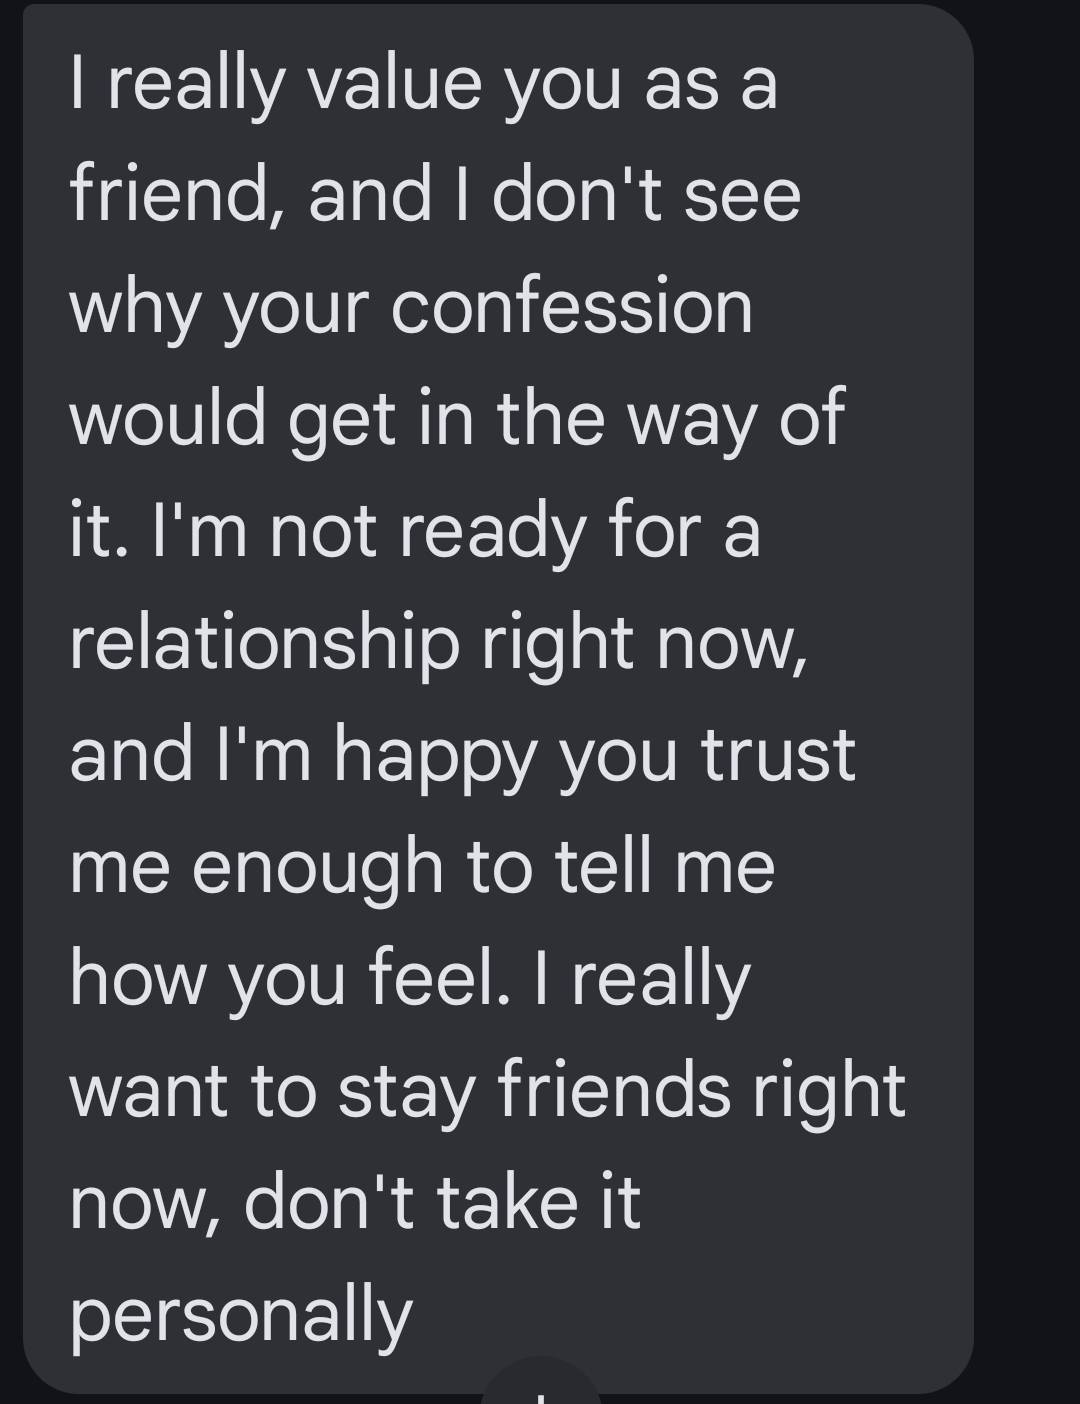 I really value you as a
friend, and I don't see
why your confession
would get in the way of
it. I'm not ready for a
relationship right now,
and I'm happy you trust
me enough to tell me
how you feel. I really
want to stay friends right
now, don't take it
personally